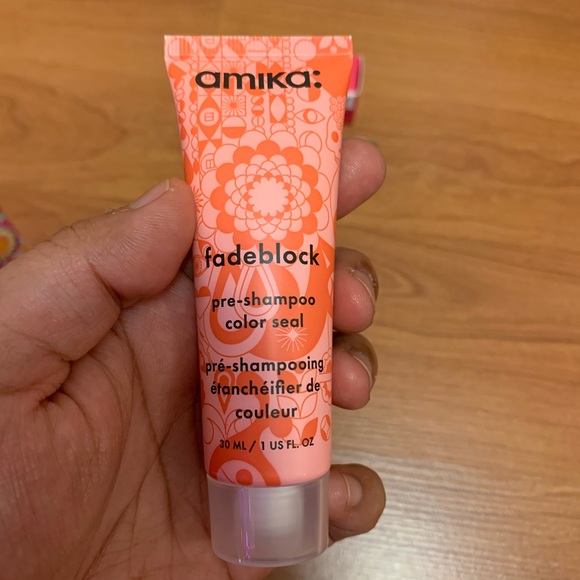 amika:
fadeblock
pre-shampoo
color seal
pré-shampooing
étanchéifier de
couleur
30 ML / 1 US FL. OZ